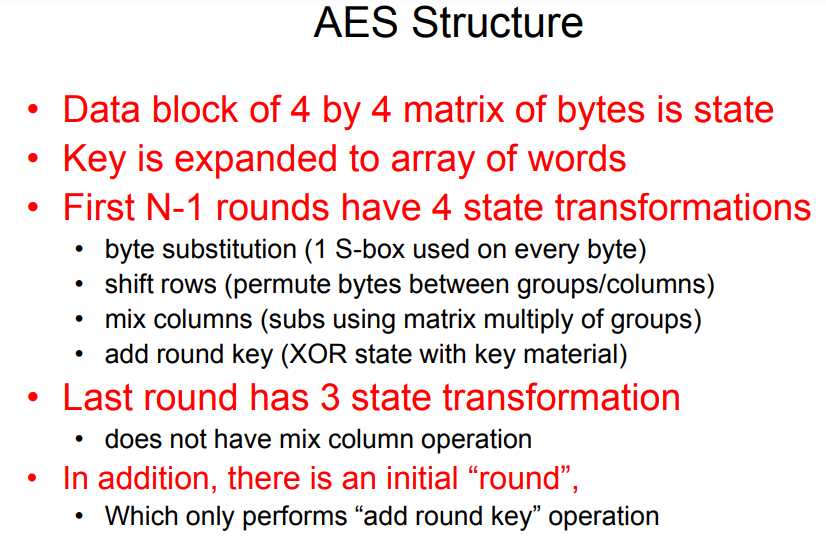 AES Structure
• Data block of 4 by 4 matrix of bytes is state
• Key is expanded to array of words
• First N-1 rounds have 4 state transformations
• byte substitution (1 S-box used on every byte)
• shift rows (permute bytes between groups/columns)
• mix columns (subs using matrix multiply of groups)
• add round key (XOR state with key material)
• Last round has 3 state transformation
• does not have mix column operation
• In addition, there is an initial “round”,
• Which only performs “add round key” operation